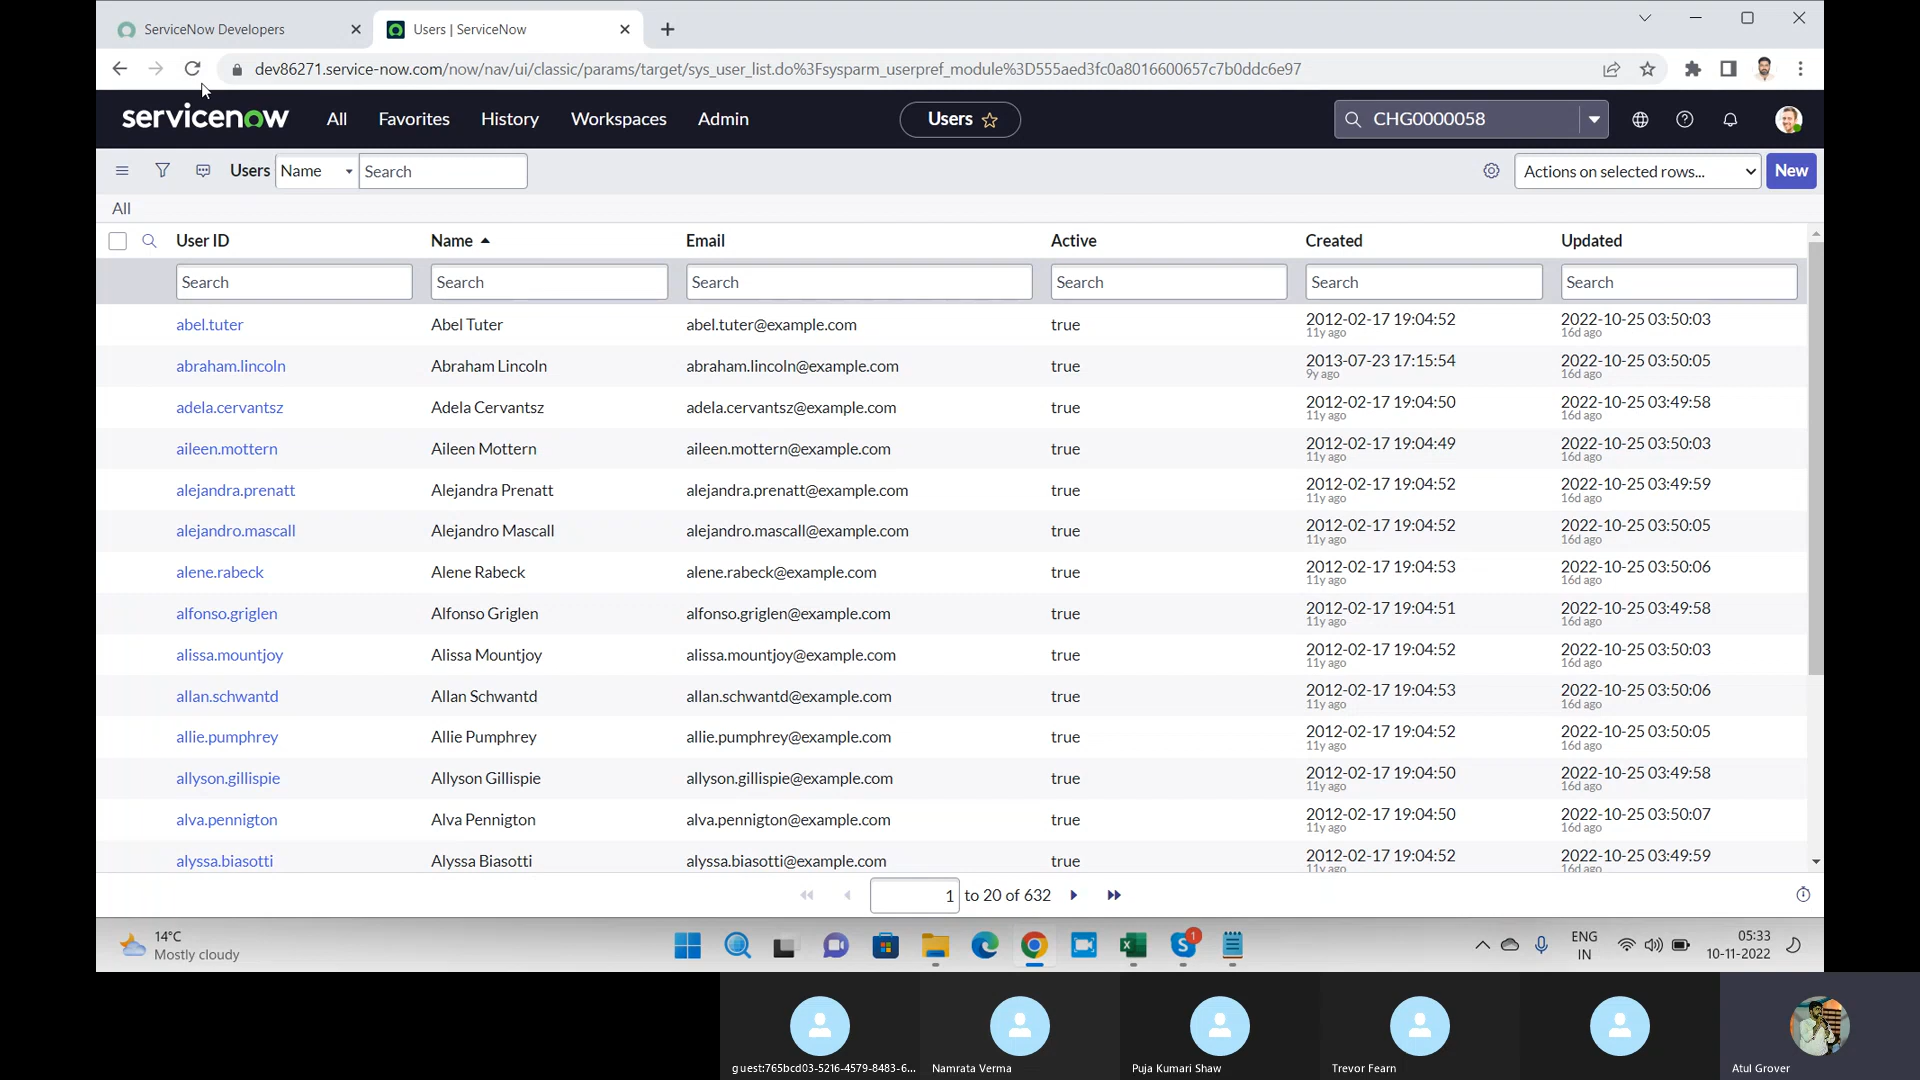 ServiceNow Developers
Users | ServiceNow
dev86271.service-now.com/now/nav/ui/classic/params/target/sys_user_list.do%3Fsysparm_userpref_module%3D555aed3fc0a8016600657c7b0ddc6e97
servicenow All Favorites History Workspaces Admin Users CHG0000058
Users Name Search Actions on selected rows... New
All
User ID Name Email Active Created Updated
Search Search Search Search Search Search
abel.tuter Abel Tuter abel.tuter@example.com true 2012-02-17 19:04:52 2022-10-25 03:50:03
11y ago 16d ago
abraham.lincoln Abraham Lincoln abraham.lincoln@example.com true 2013-07-23 17:15:54 2022-10-25 03:50:05
9y ago 16d ago
adela.cervantsz Adela Cervantsz adela.cervantsz@example.com true 2012-02-17 19:04:50 2022-10-25 03:49:58
11y ago 16d ago
aileen.mottern Aileen Mottern aileen.mottern@example.com true 2012-02-17 19:04:49 2022-10-25 03:50:03
11y ago 16d ago
alejandra.prenatt Alejandra Prenatt alejandra.prenatt@example.com true 2012-02-17 19:04:52 2022-10-25 03:49:59
11y ago 16d ago
alejandro.mascall Alejandro Mascall alejandro.mascall@example.com true 2012-02-17 19:04:52 2022-10-25 03:50:05
11y ago 16d ago
alene.rabeck Alene Rabeck alene.rabeck@example.com true 2012-02-17 19:04:53 2022-10-25 03:50:06
11y ago 16d ago
alfonso.griglen Alfonso Griglen alfonso.griglen@example.com true 2012-02-17 19:04:51 2022-10-25 03:49:58
11y ago 16d ago
alissa.mountjoy Alissa Mountjoy alissa.mountjoy@example.com true 2012-02-17 19:04:52 2022-10-25 03:50:03
11y ago 16d ago
allan.schwantd Allan Schwantd allan.schwantd@example.com true 2012-02-17 19:04:53 2022-10-25 03:50:06
11y ago 16d ago
allie.pumphrey Allie Pumphrey allie.pumphrey@example.com true 2012-02-17 19:04:52 2022-10-25 03:50:05
11y ago 16d ago
allyson.gillispie Allyson Gillispie allyson.gillispie@example.com true 2012-02-17 19:04:50 2022-10-25 03:49:58
11y ago 16d ago
alva.pennigton Alva Pennigton alva.pennigton@example.com true 2012-02-17 19:04:50 2022-10-25 03:50:07
11y ago 16d ago
alyssa.biasotti Alyssa Biasotti alyssa.biasotti@example.com true 2012-02-17 19:04:52 2022-10-25 03:49:59
11y ago 16d ago
1 to 20 of 632
14°C
Mostly cloudy
1
ENG
IN
05:33
10-11-2022
guest:765bcd03-5216-4579-8483-6... Namrata Verma Puja Kumari Shaw Trevor Fearn Atul Grover